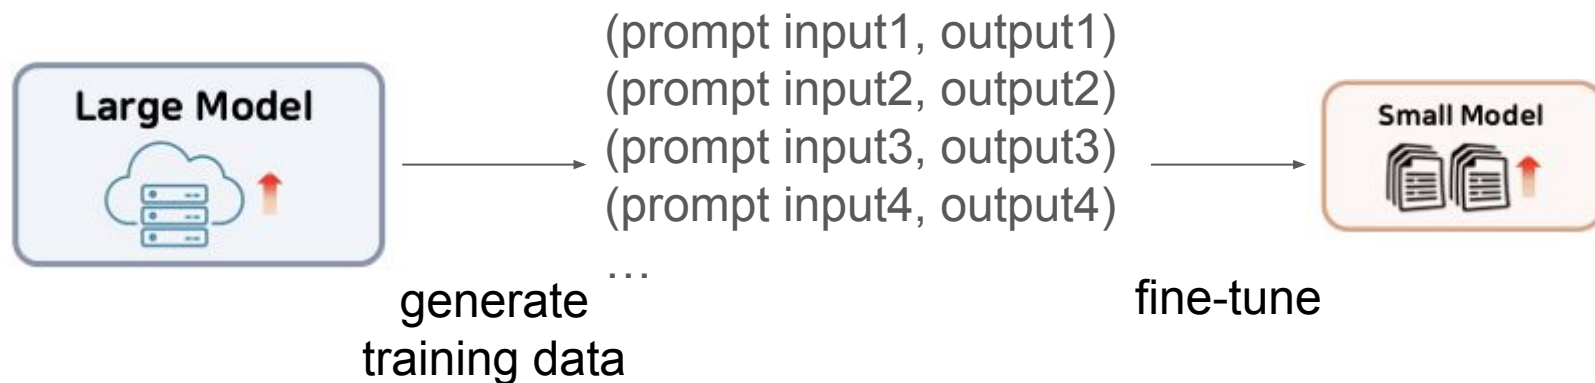 Large Model
(prompt input1, output1)
(prompt input2, output2)
(prompt input3, output3)
(prompt input4, output4)
…
Small Model
generate
training data
fine-tune